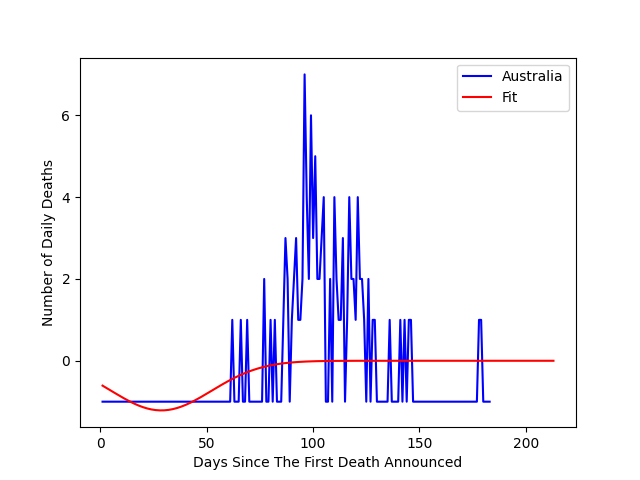 Australia
Fit
Number of Daily Deaths
6
4
2
0
0
50
100
150
200
Days Since The First Death Announced